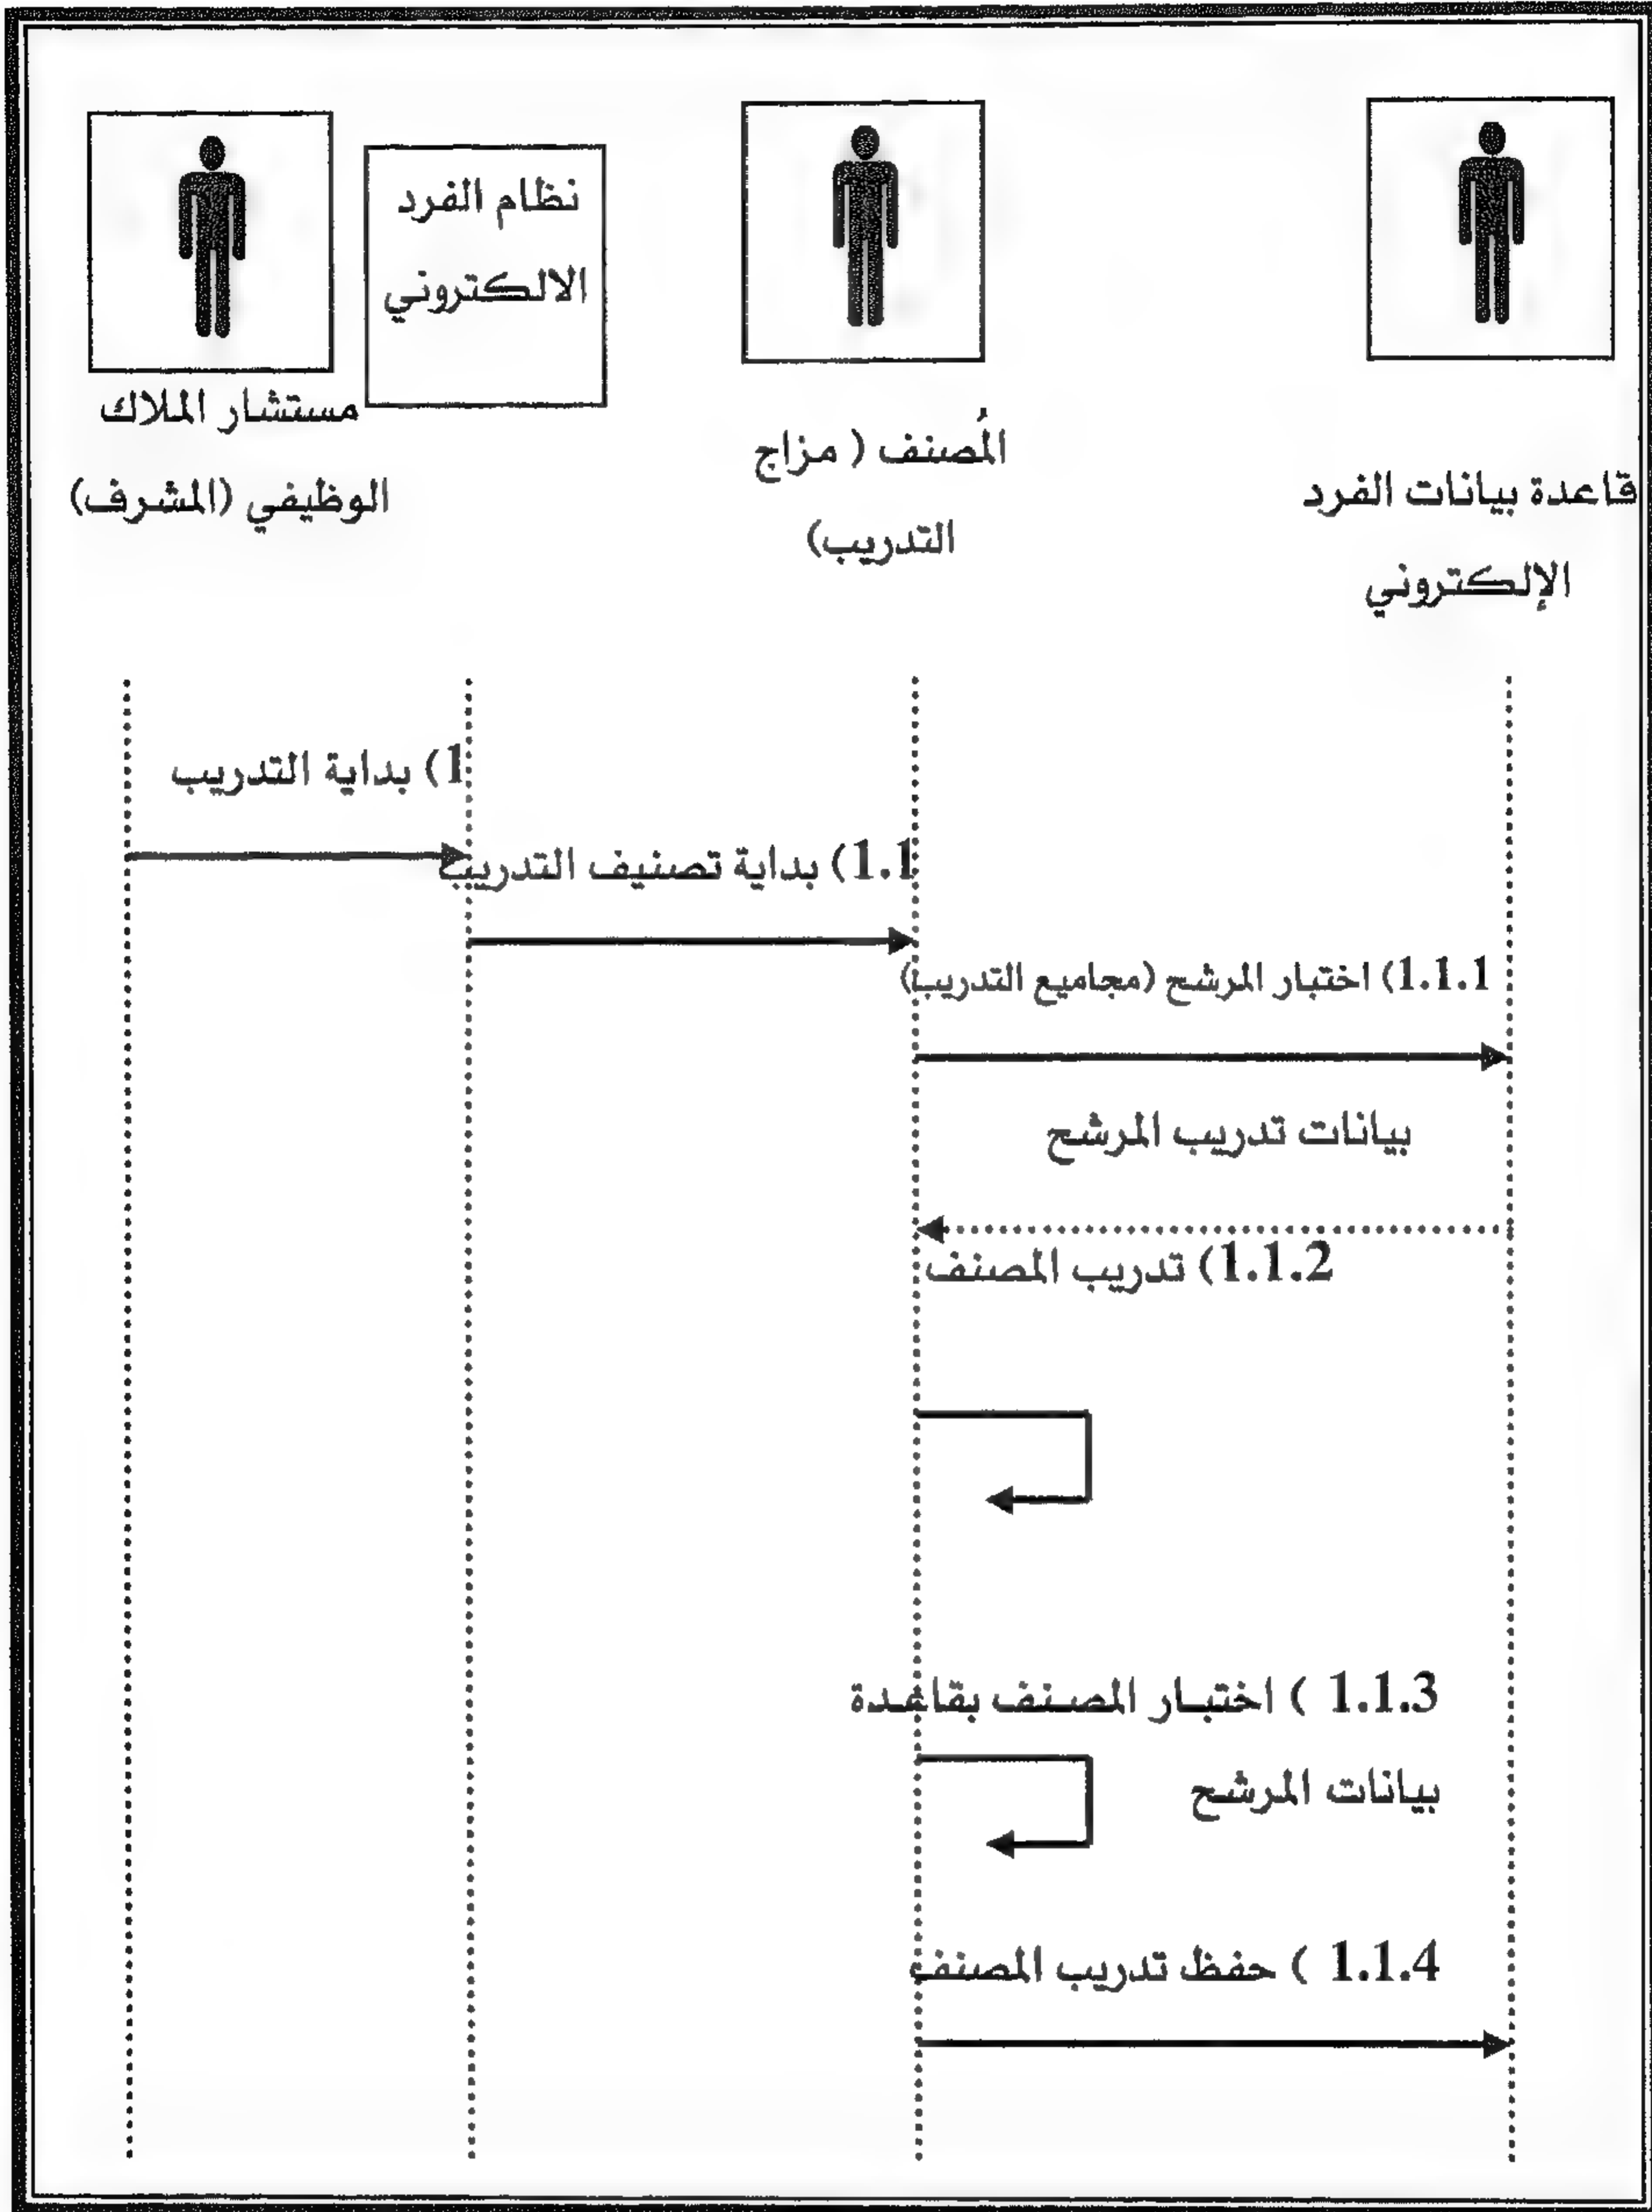 نظام الفرد
الالكتروني
مستشار الملاك
الوظيفي (المشرف)
المُصنف ( مزاج
التدريب)
قاعدة بيانات الفرد
الإلكتروني
1) بداية التدريب
1.1) بداية تصنيف التدريب
1.1.1) اختبار المرشح (مجاميع التدريب)
بيانات تدريب المرشح
1.1.2) تدريب المصنف
1.1.3 ) اختبار المصنف بقاعدة
بيانات المرشح
1.1.4 ) حفظ تدريب المصنف